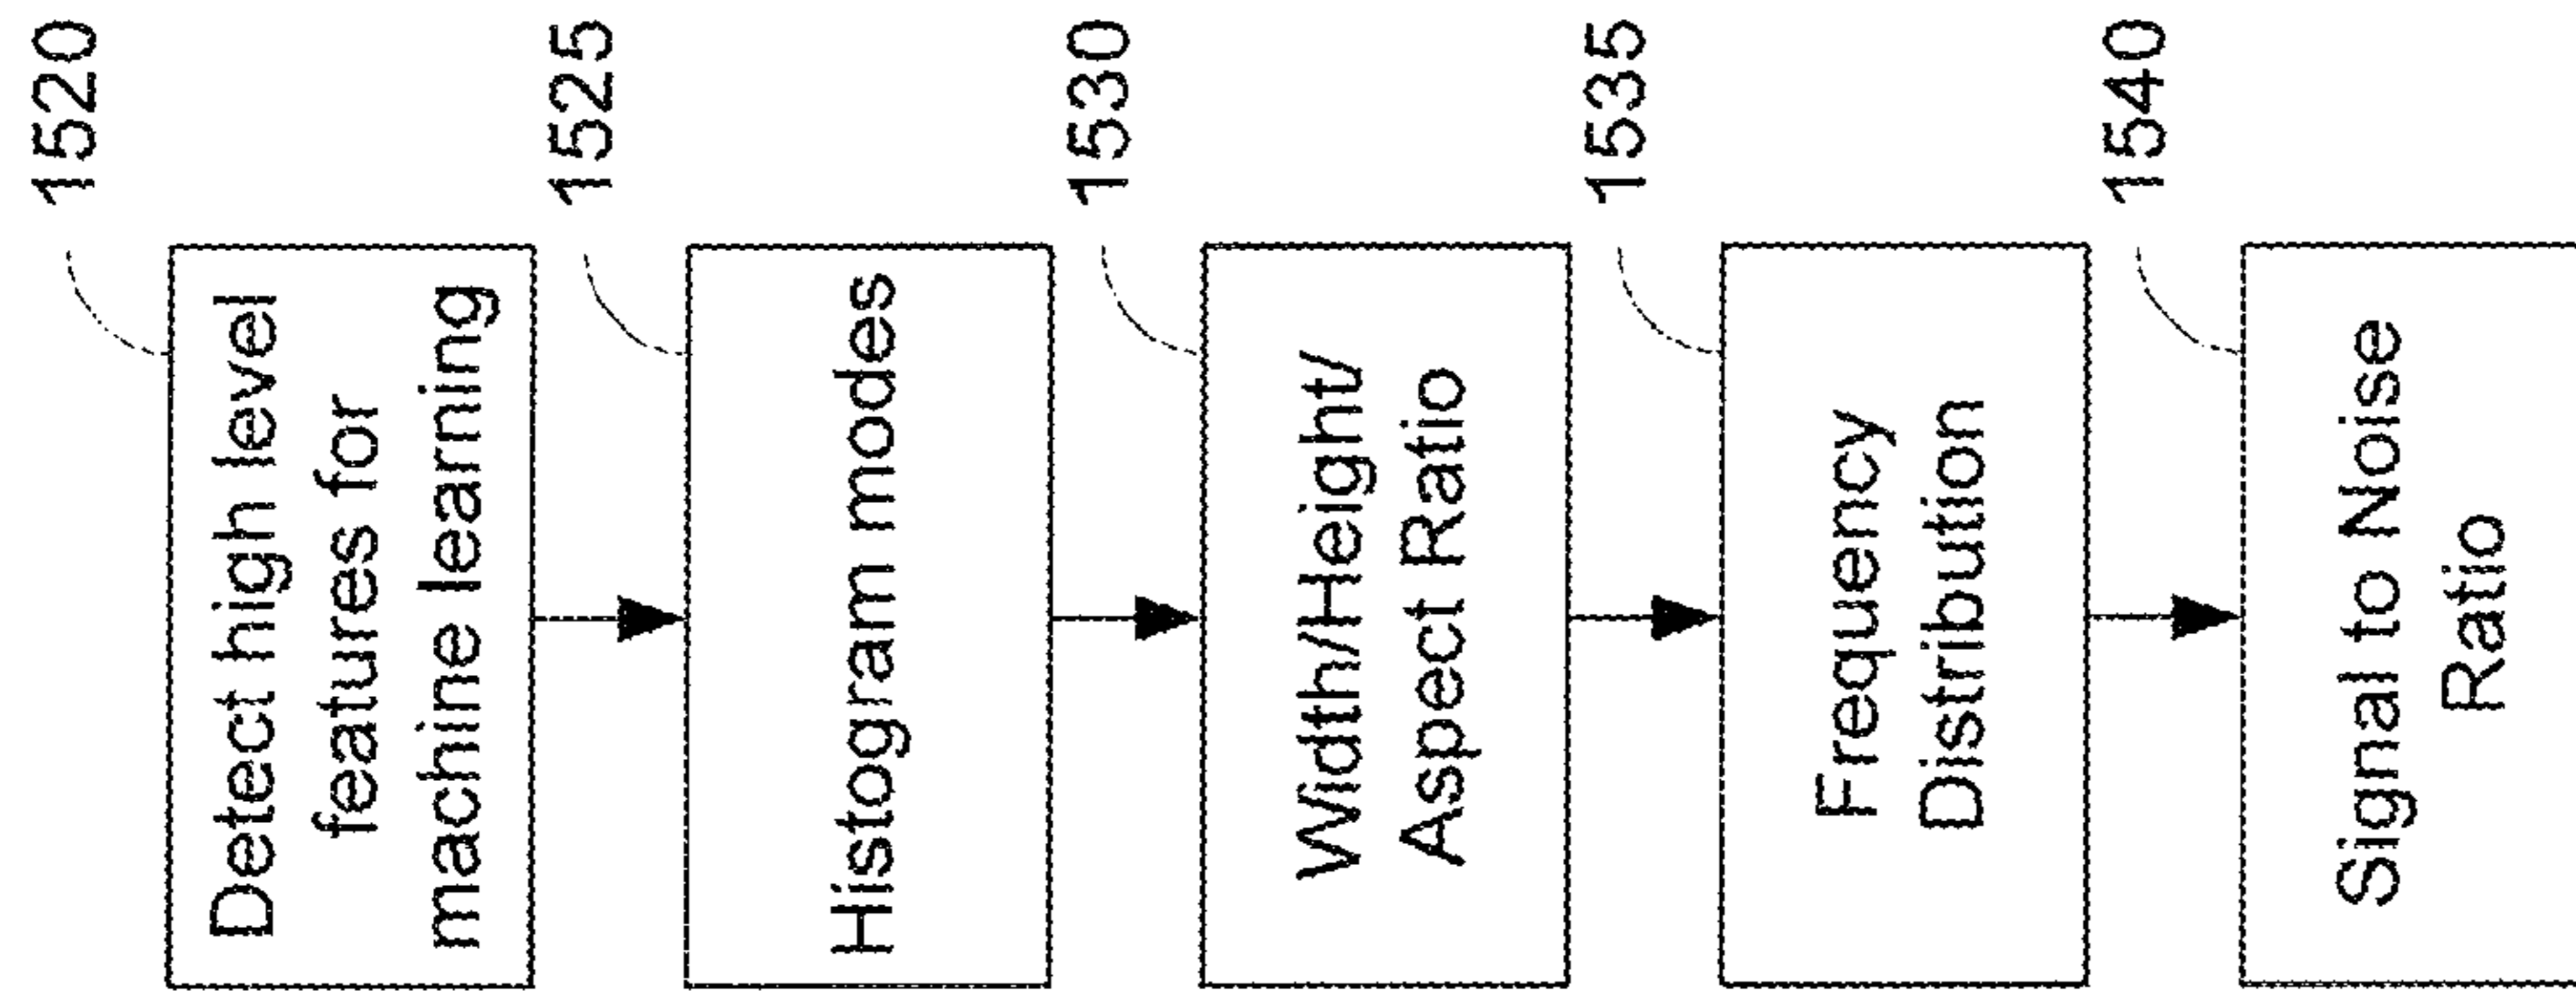 1520
Detect high level
features for
machine learning
1525
Histogram modes
1530
Width/Height/
Aspect Ratio
1535
Frequency
Distribution
1540
Signal to Noise
Ratio